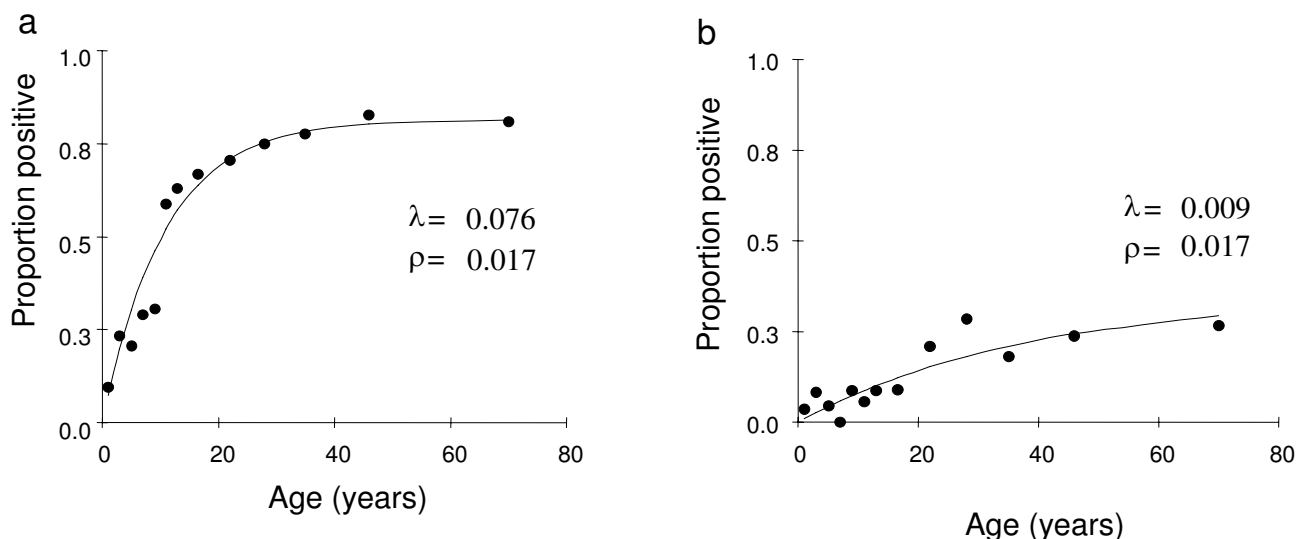 a
1.0
0.8
0.5
0.3
0.0
Proportion positive
λ= 0.076
ρ= 0.017
0 20 40 60 80
Age (years)
b
1.0
0.8
0.5
0.3
0.0
Proportion positive
λ= 0.009
ρ= 0.017
0 20 40 60 80
Age (years)